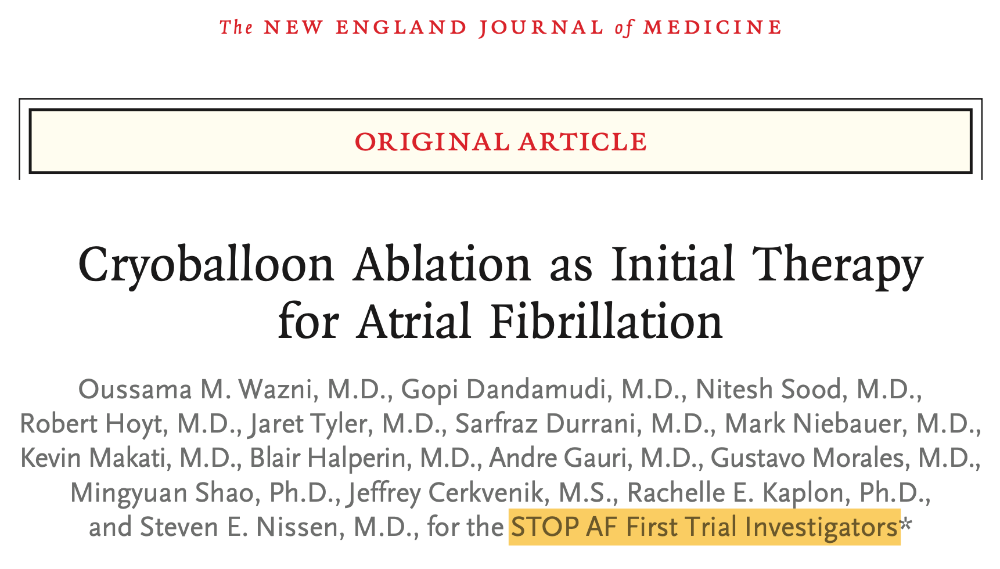 The NEW ENGLAND JOURNAL of MEDICINE
ORIGINAL ARTICLE
Cryoballoon Ablation as Initial Therapy
for Atrial Fibrillation
Oussama M. Wazni, M.D., Gopi Dandamudi, M.D., Nitesh Sood, M.D.,
Robert Hoyt, M.D., Jaret Tyler, M.D., Sarfraz Durrani, M.D., Mark Niebauer, M.D.,
Kevin Makati, M.D., Blair Halperin, M.D., Andre Gauri, M.D., Gustavo Morales, M.D.,
Mingyuan Shao, Ph.D., Jeffrey Cerkvenik, M.S., Rachelle E. Kaplon, Ph.D.,
and Steven E. Nissen, M.D., for the STOP AF First Trial Investigators*